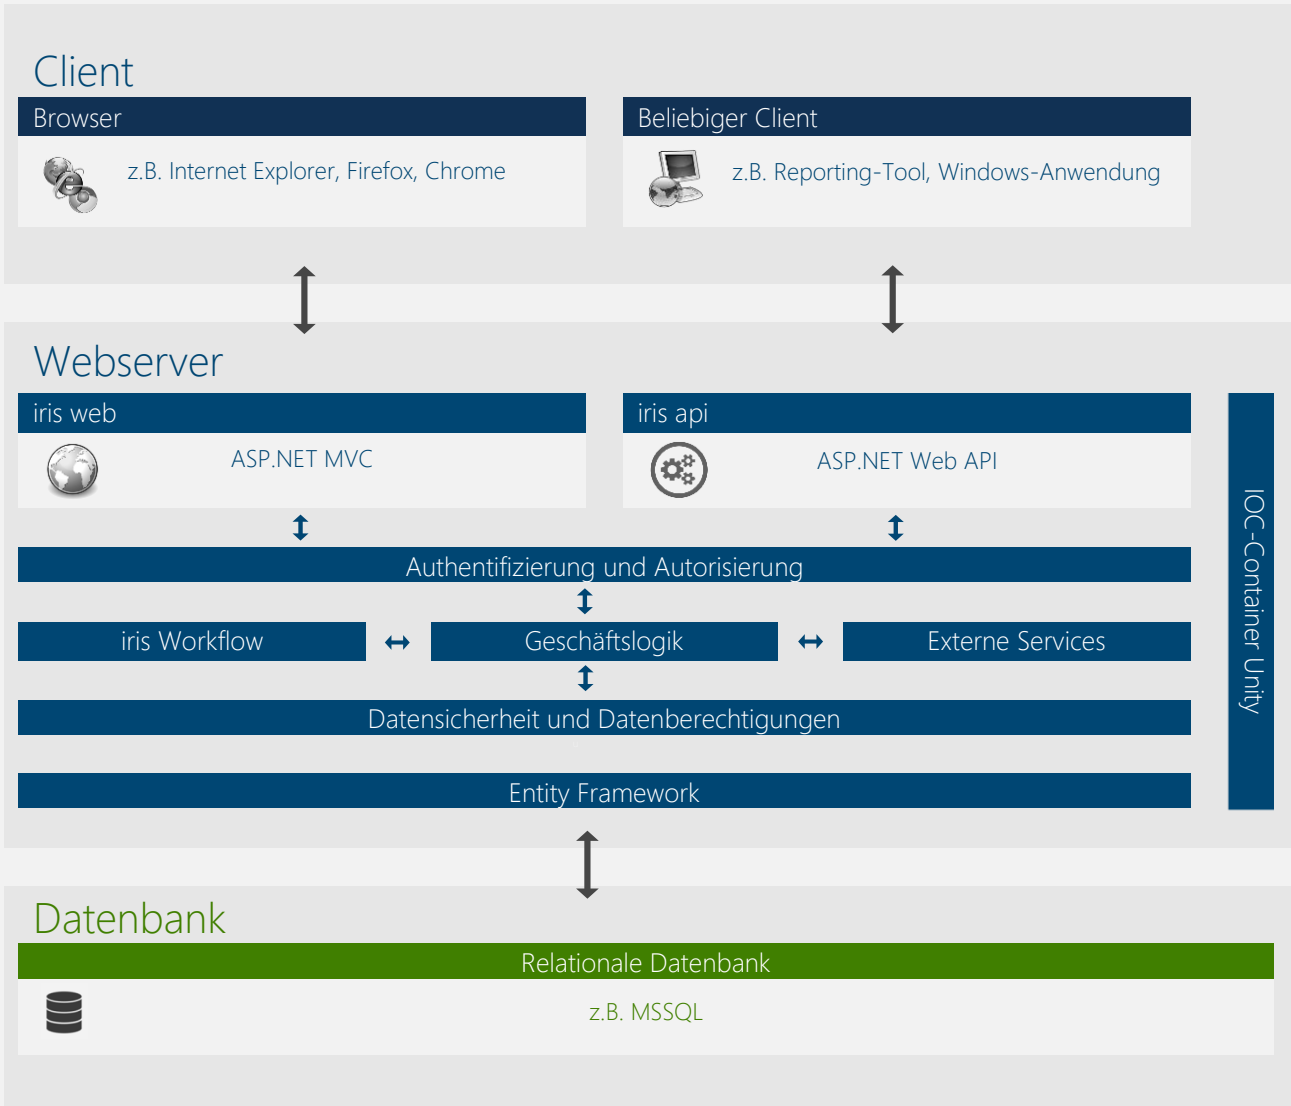 Client
Browser
z.B. Internet Explorer, Firefox, Chrome
Beliebiger Client
z.B. Reporting-Tool, Windows-Anwendung
Webserver
iris web
ASP.NET MVC
iris api
ASP.NET Web API
Authentifizierung und Autorisierung
iris Workflow
Geschäftslogik
Externe Services
Datensicherheit und Datenberechtigungen
Entity Framework
IOC-Container Unity
Datenbank
Relationale Datenbank
z.B. MSSQL